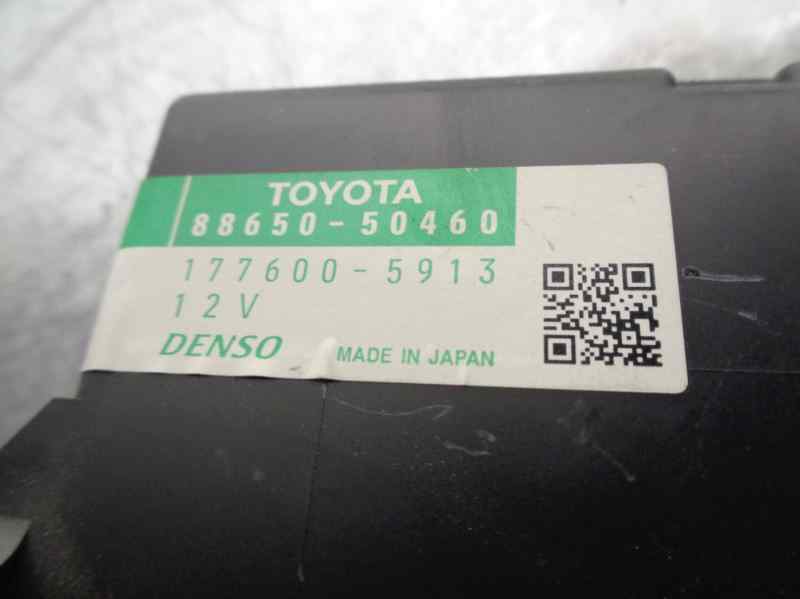 TOYOTA
88650-50460
177600-5913
12V
DENSO MADE IN JAPAN